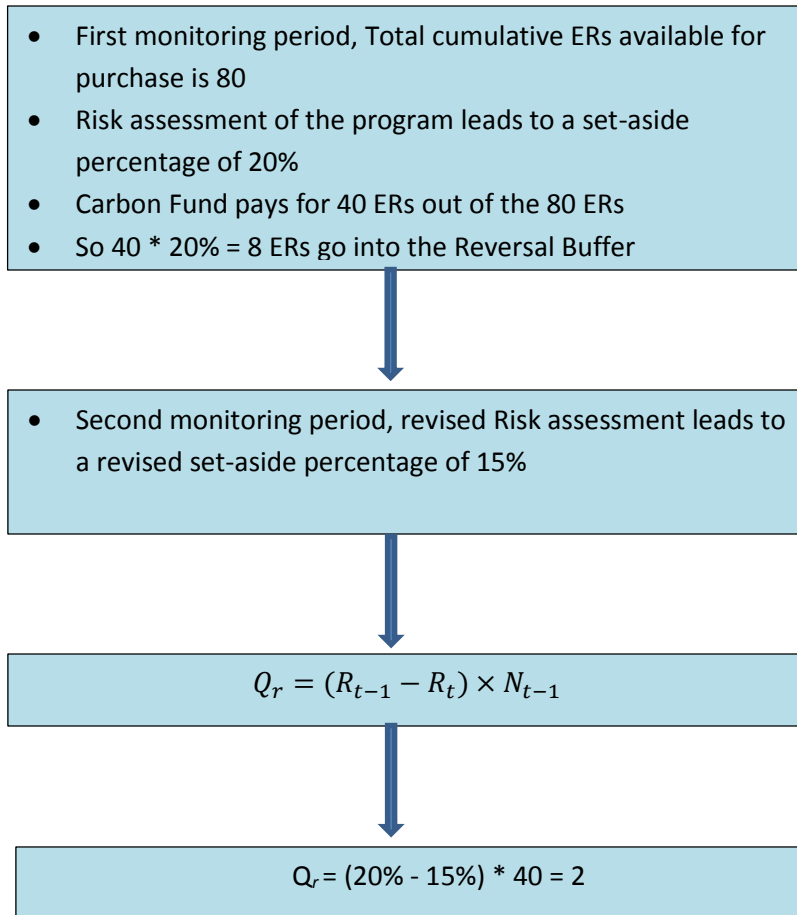 • First monitoring period, Total cumulative ERs available for
purchase is 80
• Risk assessment of the program leads to a set-aside
percentage of 20%
• Carbon Fund pays for 40 ERs out of the 80 ERs
• So 40 * 20% = 8 ERs go into the Reversal Buffer
• Second monitoring period, revised Risk assessment leads to
a revised set-aside percentage of 15%
Qᵣ = (Rₜ₋₁ − Rₜ) × Nₜ₋₁
Qᵣ = (20% - 15%) * 40 = 2